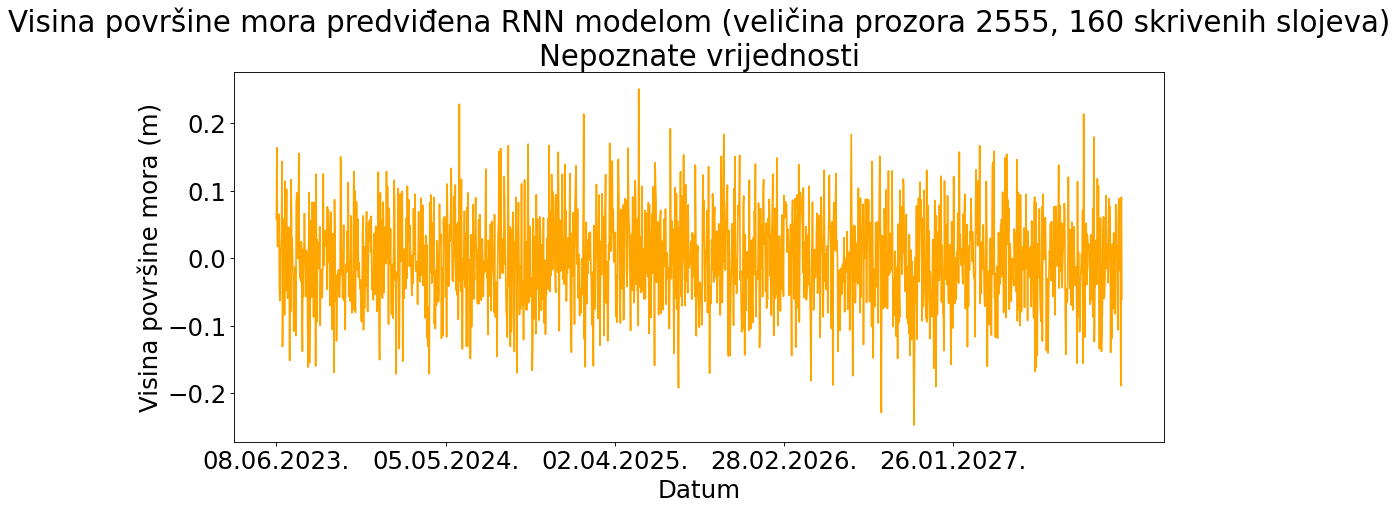 Visina površine mora predviđena RNN modelom (veličina prozora 2555, 160 skrivenih slojeva)
Nepoznate vrijednosti
Visina površine mora (m)
0.2
0.1
0.0
−0.1
−0.2
08.06.2023. 05.05.2024. 02.04.2025. 28.02.2026. 26.01.2027.
Datum